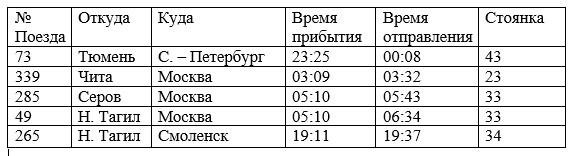 № Откуда Куда Время Время Стоянка
Поезда прибытия отправления
73 Тюмень С. – Петербург 23:25 00:08 43
339 Чита Москва 03:09 03:32 23
285 Серов Москва 05:10 05:43 33
49 Н. Тагил Москва 05:10 06:34 33
265 Н. Тагил Смоленск 19:11 19:37 34